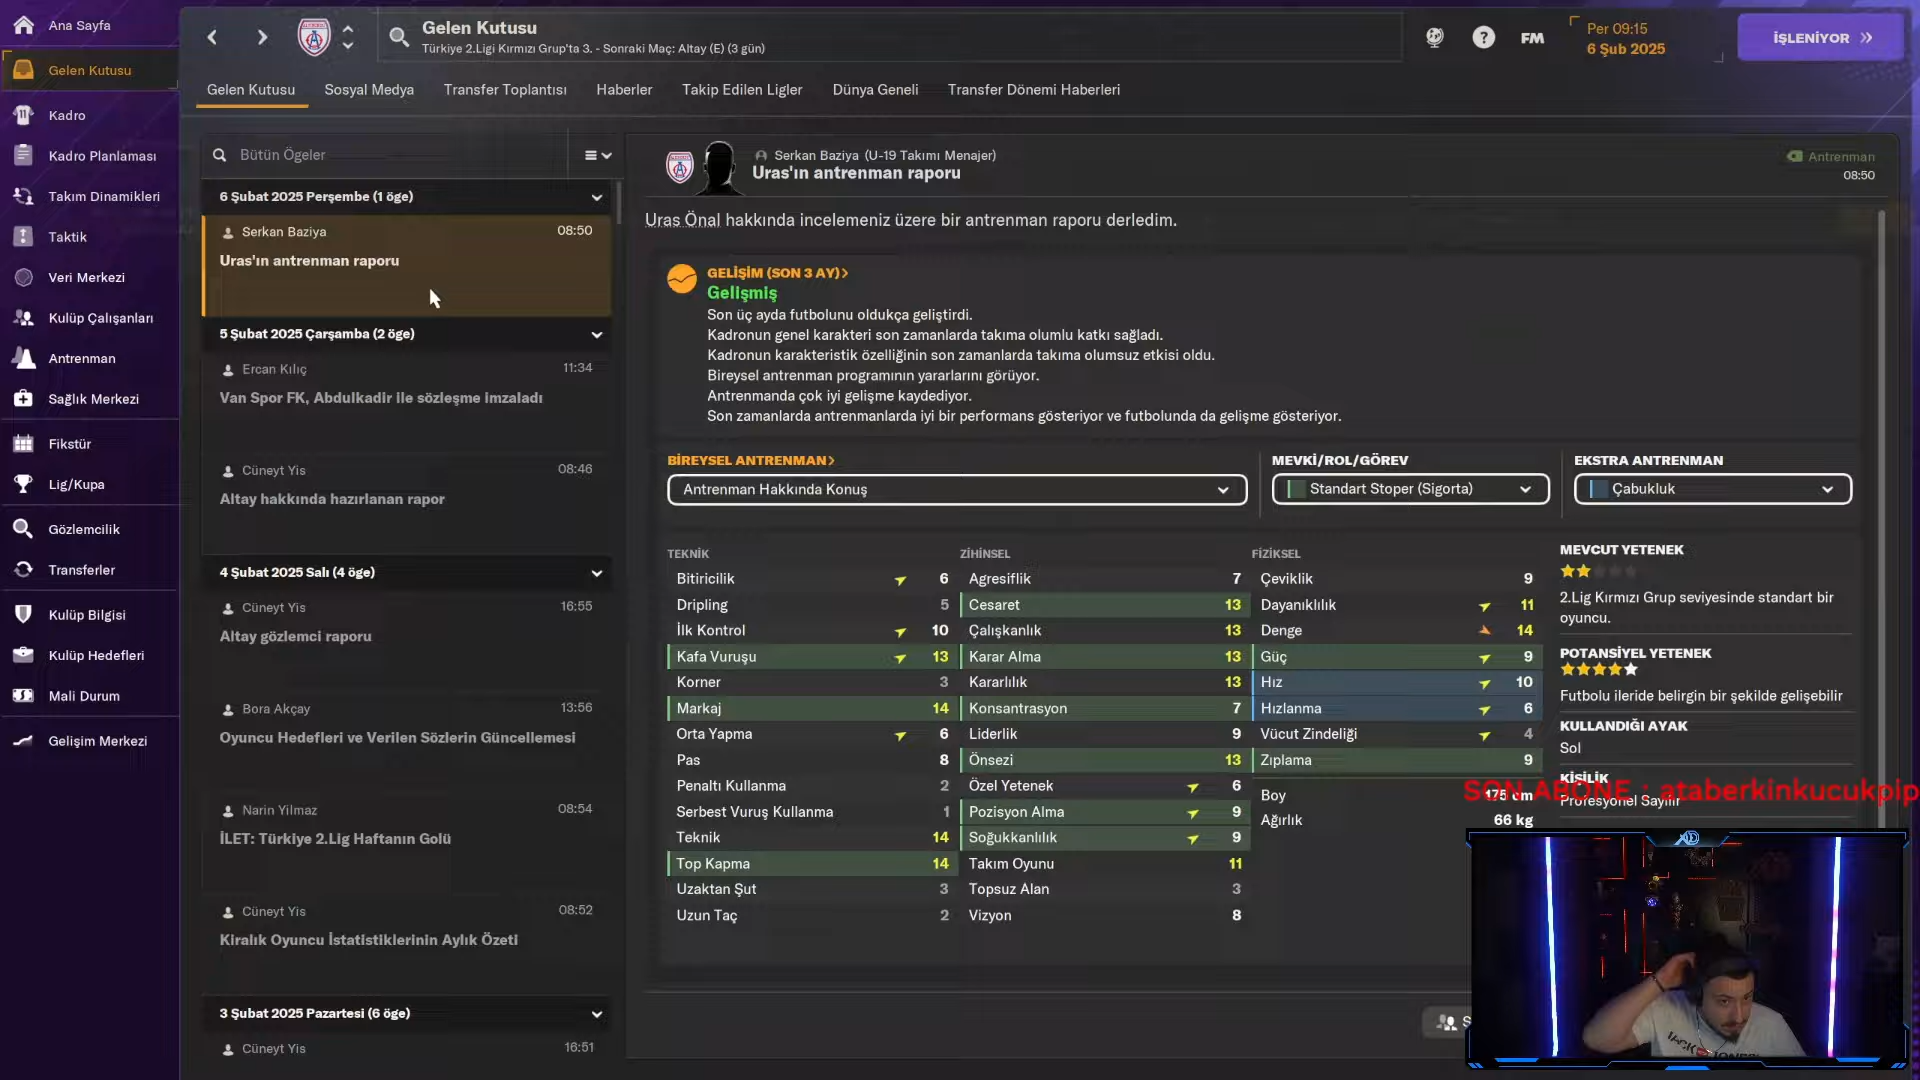 Ana Sayfa
Gelen Kutusu
Kadro
Kadro Planlaması
Takım Dinamikleri
Taktik
Veri Merkezi
Kulüp Çalışanları
Antrenman
Sağlık Merkezi
Fikstür
Lig/Kupa
Gözlemcilik
Transferler
Kulüp Bilgisi
Kulüp Hedefleri
Mali Durum
Gelişim Merkezi
Gelen Kutusu
Türkiye 2.Ligi Kırmızı Grup'ta 3. - Sonraki Maç: Altay (E) (3 gün)
FM
Per 09:15
6 Şub 2025
İŞLENİYOR
Gelen Kutusu Sosyal Medya Transfer Toplantısı Haberler Takip Edilen Ligler Dünya Geneli Transfer Dönemi Haberleri
Bütün Ögeler
6 Şubat 2025 Perşembe (1 öge)
Serkan Baziya 08:50
Uras'ın antrenman raporu
5 Şubat 2025 Çarşamba (2 öge)
Ercan Kılıç 11:34
Van Spor FK, Abdulkadir ile sözleşme imzaladı
Cüneyt Yis 08:46
Altay hakkında hazırlanan rapor
4 Şubat 2025 Salı (4 öge)
Cüneyt Yis 16:55
Altay gözlemci raporu
Bora Akçay 13:56
Oyuncu Hedefleri ve Verilen Sözlerin Güncellemesi
Narin Yilmaz 08:54
İLET: Türkiye 2.Lig Haftanın Golü
Cüneyt Yis 08:52
Kiralık Oyuncu İstatistiklerinin Aylık Özeti
3 Şubat 2025 Pazartesi (6 öge)
Cüneyt Yis 16:51
Serkan Baziya (U-19 Takımı Menajer)
Uras'ın antrenman raporu
Antrenman
08:50
Uras Önal hakkında incelemeniz üzere bir antrenman raporu derledim.
GELİŞİM (SON 3 AY)>
Gelişmiş
Son üç ayda futbolunu oldukça geliştirdi.
Kadronun genel karakteri son zamanlarda takıma olumlu katkı sağladı.
Kadronun karakteristik özelliğinin son zamanlarda takıma olumsuz etkisi oldu.
Bireysel antrenman programının yararlarını görüyor.
Antrenmanda çok iyi gelişme kaydediyor.
Son zamanlarda antrenmanlarda iyi bir performans gösteriyor ve futbolunda da gelişme gösteriyor.
BİREYSEL ANTRENMAN>
Antrenman Hakkında Konuş
MEVKİ/ROL/GÖREV
Standart Stoper (Sigorta)
EKSTRA ANTRENMAN
Çabukluk
TEKNİK
Bitiricilik 6
Dripling 5
İlk Kontrol 10
Kafa Vuruşu 13
Korner 3
Markaj 14
Orta Yapma 6
Pas 8
Penaltı Kullanma 2
Serbest Vuruş Kullanma 1
Teknik 14
Top Kapma 14
Uzaktan Şut 3
Uzun Taç 2
ZİHİNSEL
Agresiflik 7
Cesaret 13
Çalışkanlık 13
Karar Alma 13
Kararlılık 13
Konsantrasyon 7
Liderlik 9
Önsezi 13
Özel Yetenek 6
Pozisyon Alma 9
Soğukkanlılık 9
Takım Oyunu 11
Topsuz Alan 3
Vizyon 8
FİZİKSEL
Çeviklik 9
Dayanıklılık 11
Denge 14
Güç 9
Hız 10
Hızlanma 6
Vücut Zindeliği 4
Zıplama 9
Boy 175 cm
Ağırlık 66 kg
MEVCUT YETENEK
2.Lig Kırmızı Grup seviyesinde standart bir
oyuncu.
POTANSİYEL YETENEK
Futbolu ileride belirgin bir şekilde gelişebilir
KULLANDIĞI AYAK
Sol
KİŞİLİK
Profesyonel Sayılır
SON ABONE : ataberkinkucukpip
S